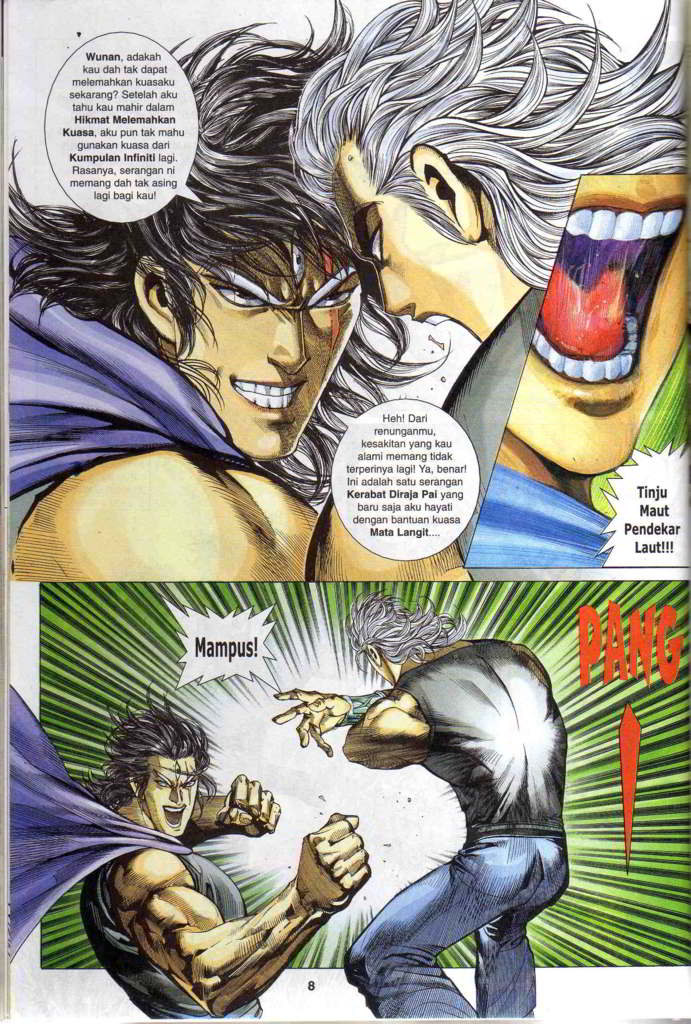 Wunan, adakah
kau dah tak dapat
melemahkan kuasaku
sekarang? Setelah aku
tahu kau mahir dalam
Hikmat Melemahkan
Kuasa, aku pun tak mahu
gunakan kuasa dari
Kumpulan Infiniti lagi.
Rasanya, serangan ni
memang dah tak asing
lagi bagi kau!
Heh! Dari
renunganmu,
kesakitan yang kau
alami memang tidak
terperinya lagi! Ya, benar!
Ini adalah satu serangan
Kerabat Diraja Pai yang
baru saja aku hayati
dengan bantuan kuasa
Mata Langit....
Tinju
Maut
Pendekar
Laut!!!
Mampus!
PANG
!
8